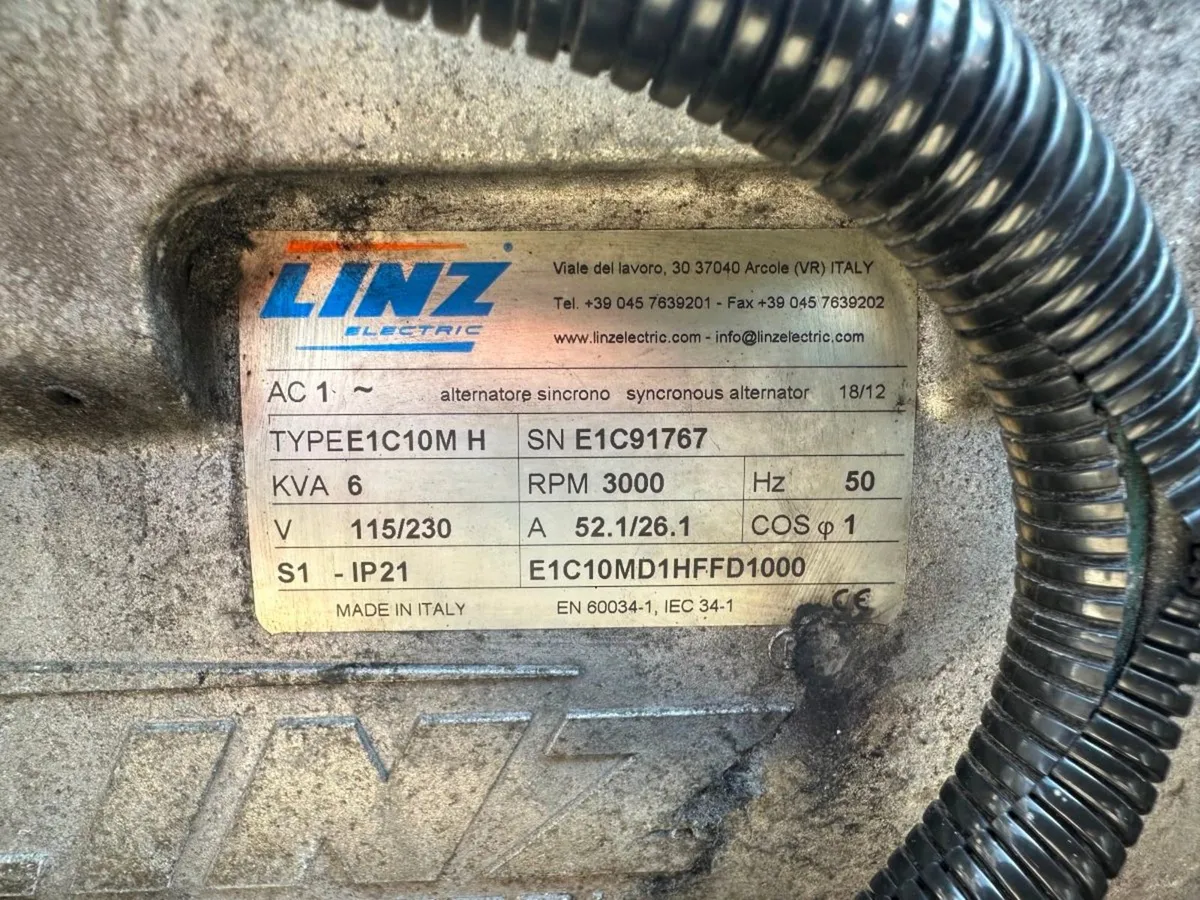 LINZ ®
ELECTRIC
Viale del lavoro, 30 37040 Arcole (VR) ITALY
Tel. +39 045 7639201 - Fax +39 045 7639202
www.linzelectric.com - info@linzelectric.com
AC 1 ~ alternatore sincrono syncronous alternator 18/12
TYPE E1C10M H SN E1C91767
KVA 6 RPM 3000 Hz 50
V 115/230 A 52.1/26.1 COS φ 1
S1 - IP21 E1C10MD1HFFD1000
MADE IN ITALY EN 60034-1, IEC 34-1 CE
LINZ